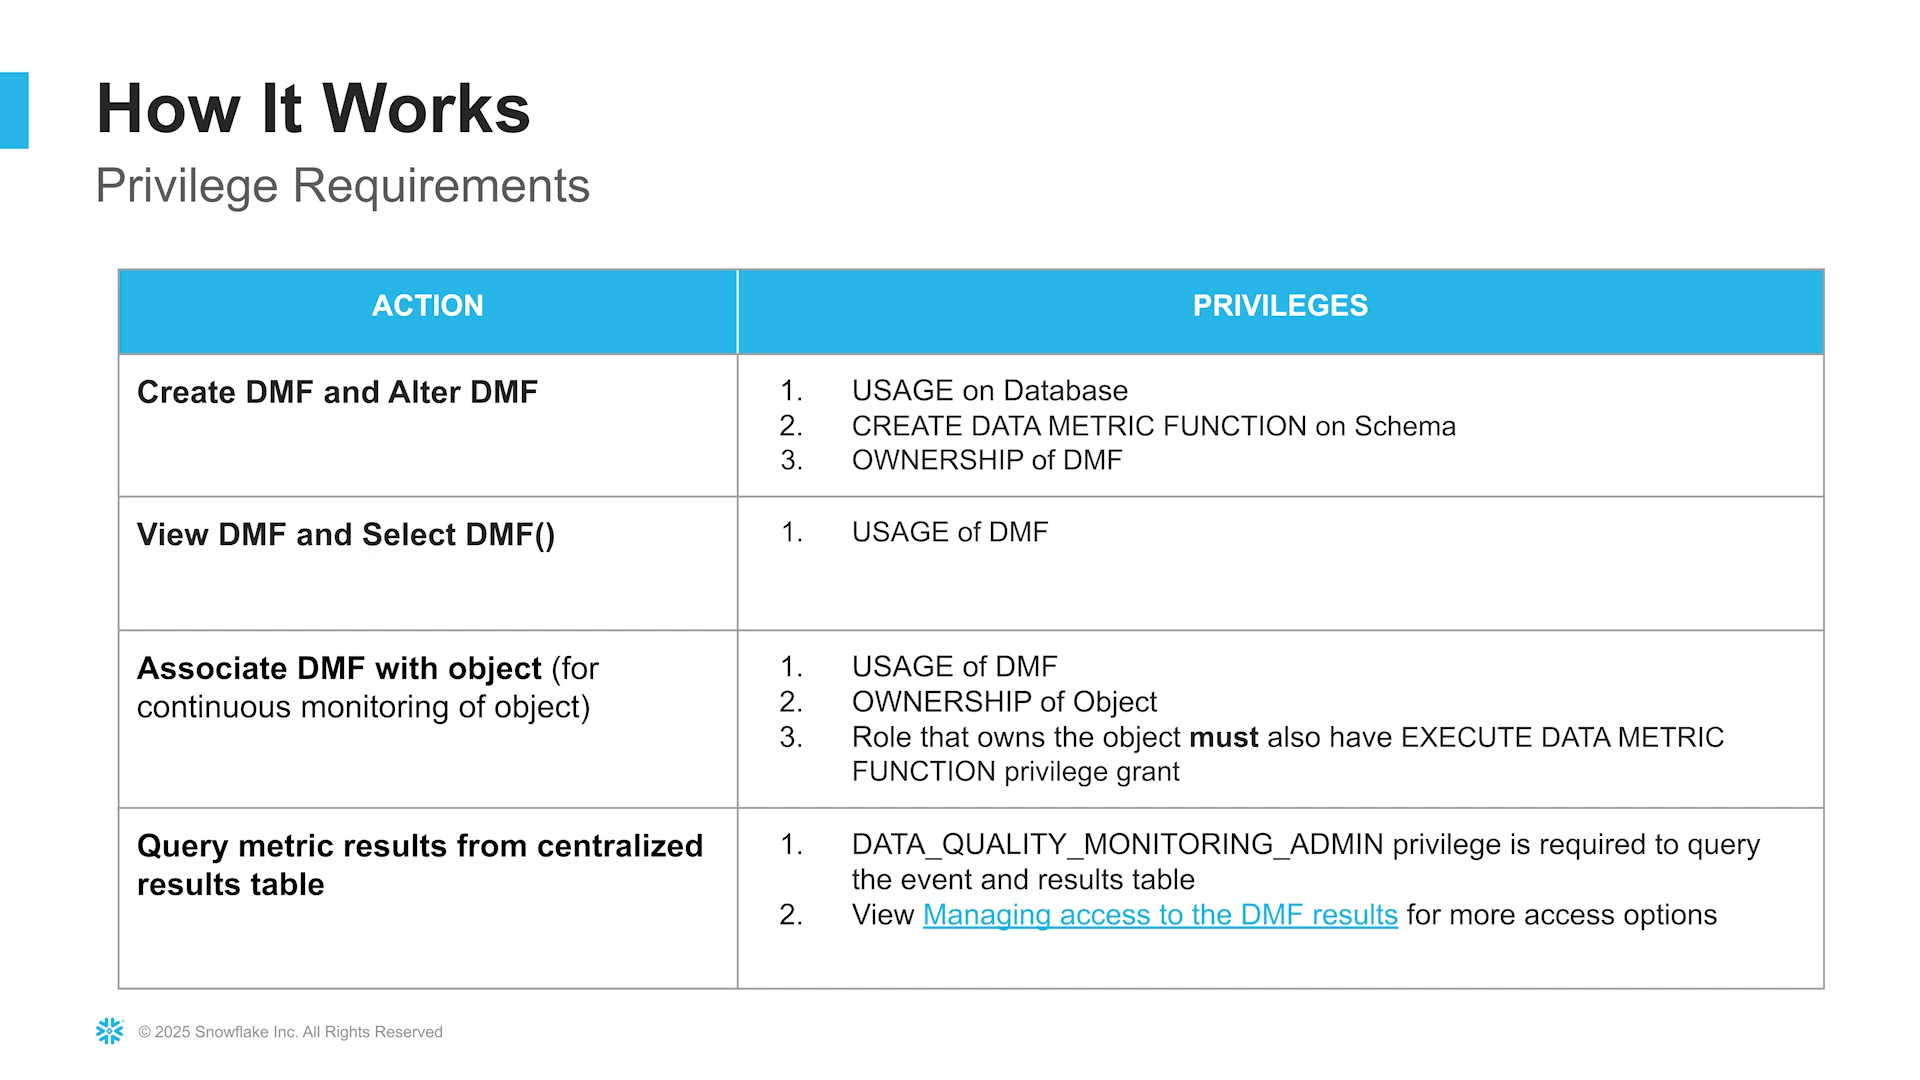 How It Works
Privilege Requirements
ACTION
PRIVILEGES
Create DMF and Alter DMF
1. USAGE on Database
2. CREATE DATA METRIC FUNCTION on Schema
3. OWNERSHIP of DMF
View DMF and Select DMF()
1. USAGE of DMF
Associate DMF with object (for
continuous monitoring of object)
1. USAGE of DMF
2. OWNERSHIP of Object
3. Role that owns the object must also have EXECUTE DATA METRIC
FUNCTION privilege grant
Query metric results from centralized
results table
1. DATA_QUALITY_MONITORING_ADMIN privilege is required to query
the event and results table
2. View Managing access to the DMF results for more access options
© 2025 Snowflake Inc. All Rights Reserved